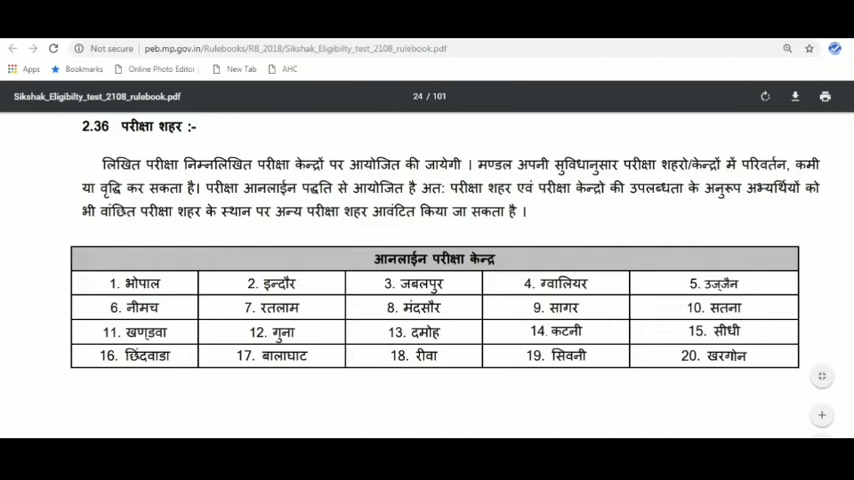 Not secure | peb.mp.gov.in/Rulebooks/RB_2018/Sikshak_Eligibilty_test_2108_rulebook.pdf
Apps Bookmarks Online Photo Editor New Tab AHC
Sikshak_Eligibilty_test_2108_rulebook.pdf 24 / 101
2.36 परीक्षा शहर :-
लिखित परीक्षा निम्नलिखित परीक्षा केन्द्रों पर आयोजित की जायेगी । मण्डल अपनी सुविधानुसार परीक्षा शहरो/केन्द्रों में परिवर्तन, कमी
या वृद्धि कर सकता है। परीक्षा आनलाईन पद्धति से आयोजित है अत: परीक्षा शहर एवं परीक्षा केन्द्रो की उपलब्धता के अनुरूप अभ्यर्थियों को
भी वांछित परीक्षा शहर के स्थान पर अन्य परीक्षा शहर आवंटित किया जा सकता है ।
आनलाईन परीक्षा केन्द्र
1. भोपाल 2. इन्दौर 3. जबलपुर 4. ग्वालियर 5. उज्जैन
6. नीमच 7. रतलाम 8. मंदसौर 9. सागर 10. सतना
11. खण्डवा 12. गुना 13. दमोह 14. कटनी 15. सीधी
16. छिंदवाडा 17. बालाघाट 18. रीवा 19. सिवनी 20. खरगोन